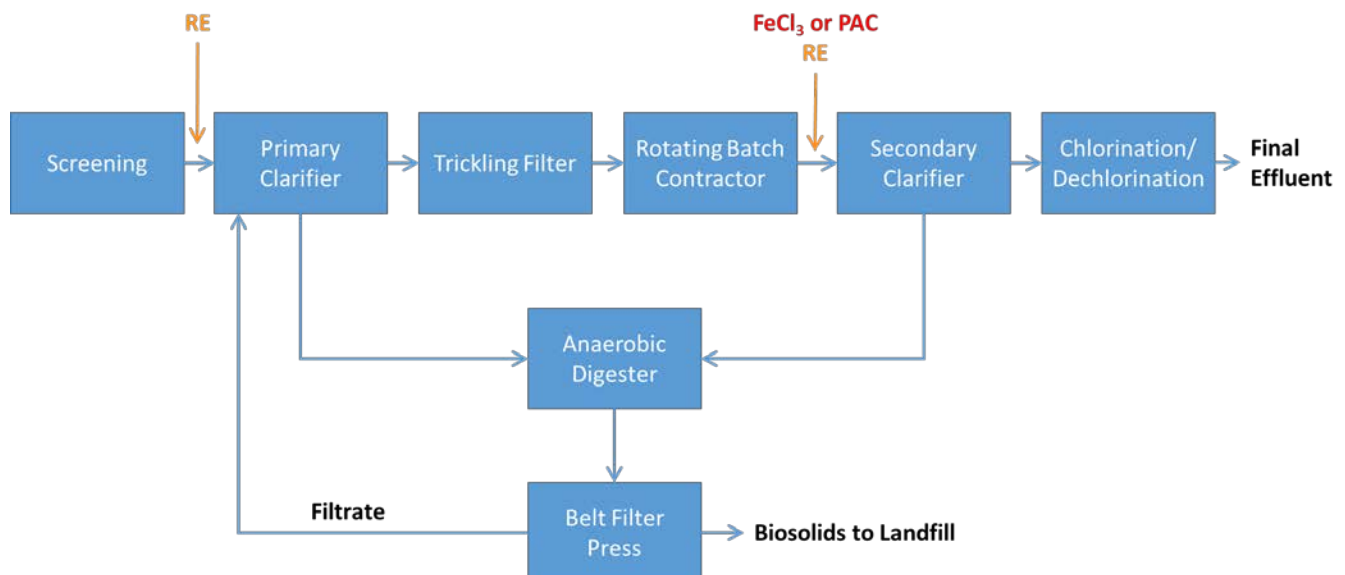 RE
FeCl₃ or PAC
RE
Screening
Primary
Clarifier
Trickling Filter
Rotating Batch
Contractor
Secondary
Clarifier
Chlorination/
Dechlorination
Final
Effluent
Anaerobic
Digester
Filtrate
Belt Filter
Press
Biosolids to Landfill